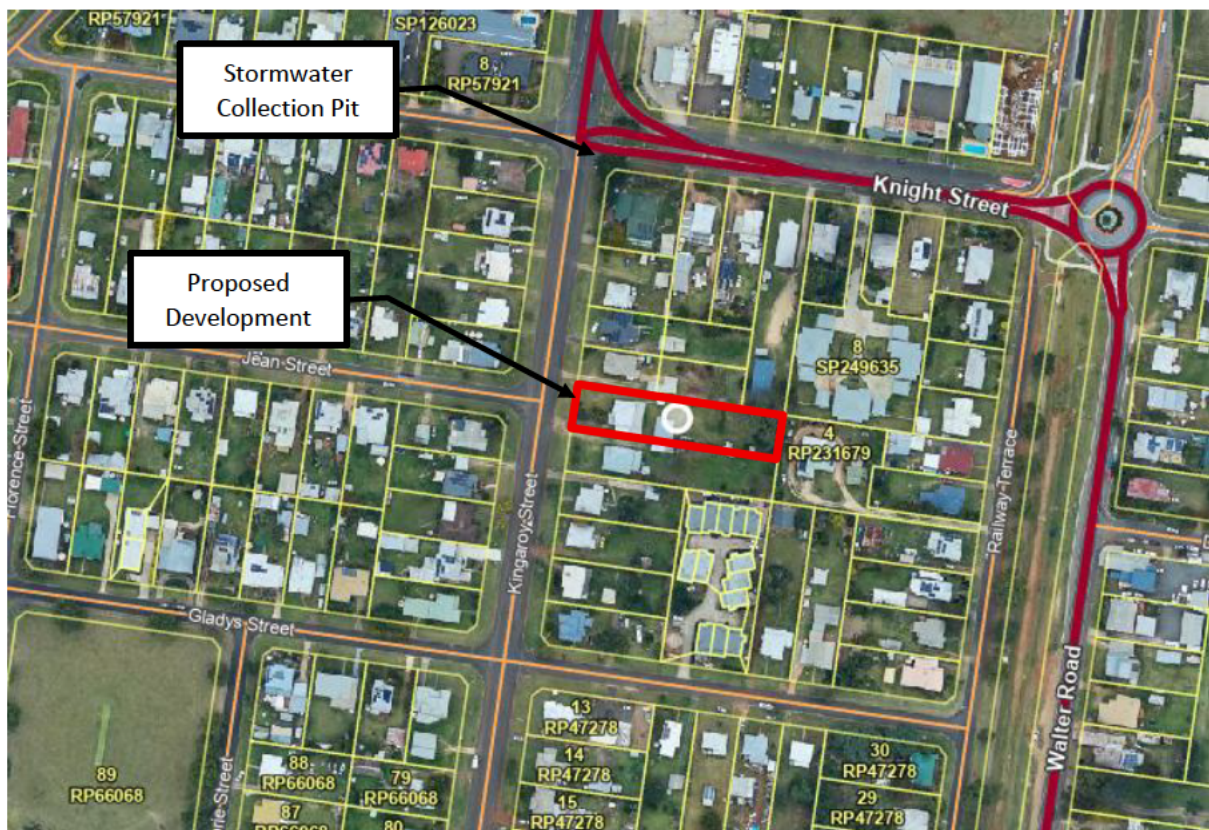 RP57921
SP126023
Stormwater
Collection Pit
8
RP57921
Knight Street
Proposed
Development
Jean Street
8
SP249635
4
RP231679
Florence Street
Kingaroy Street
Railway Terrace
Gladys Street
Walter Road
13
RP47278
14
RP47278
15
RP47278
30
RP47278
29
RP47278
88
RP66068
79
RP66068
89
RP66068
87
80